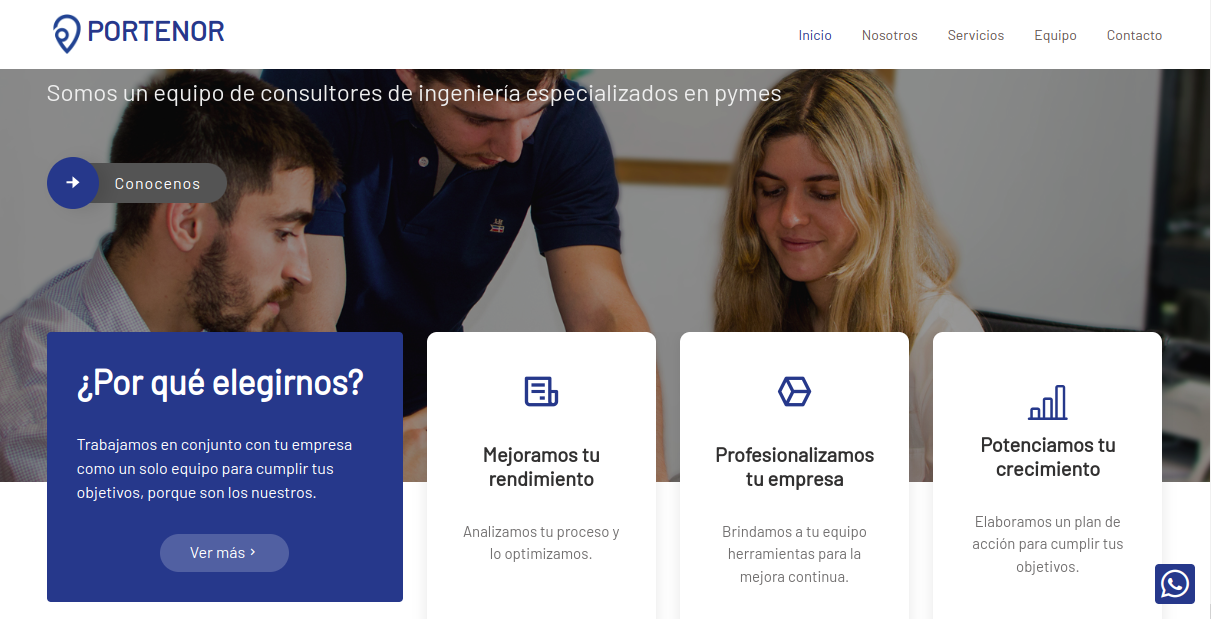 PORTENOR
Inicio
Nosotros
Servicios
Equipo
Contacto
Somos un equipo de consultores de ingeniería especializados en pymes
Conocenos
¿Por qué elegirnos?
Trabajamos en conjunto con tu empresa
como un solo equipo para cumplir tus
objetivos, porque son los nuestros.
Ver más
Mejoramos tu
rendimiento
Analizamos tu proceso y
lo optimizamos.
Profesionalizamos
tu empresa
Brindamos a tu equipo
herramientas para la
mejora continua.
Potenciamos tu
crecimiento
Elaboramos un plan de
acción para cumplir tus
objetivos.